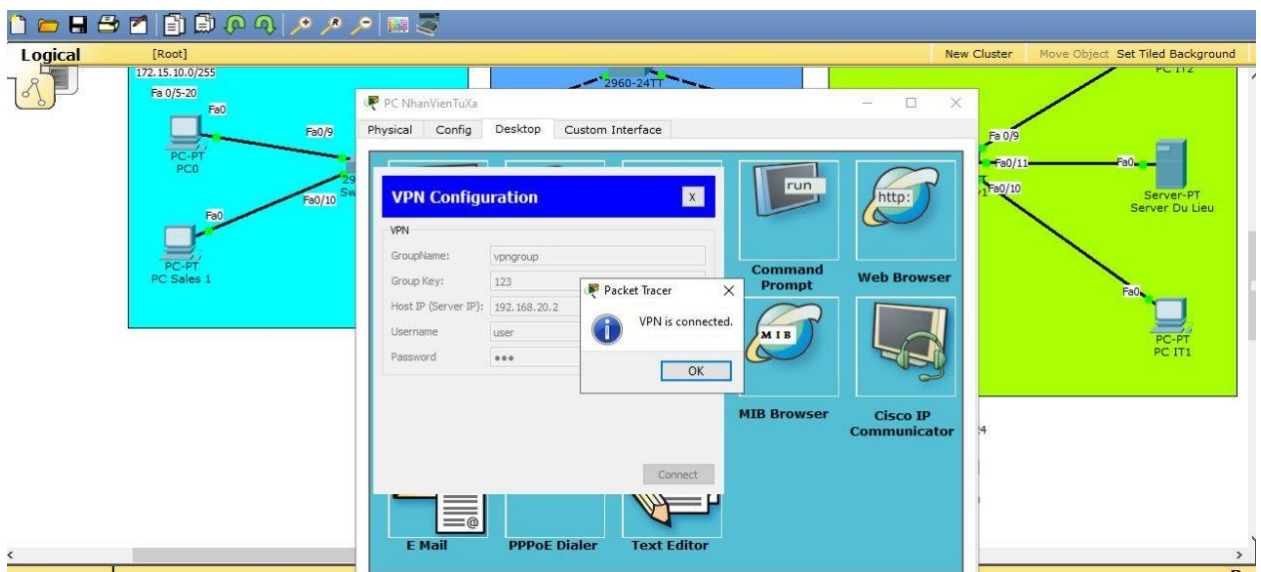 Logical
[Root]
New Cluster
Move Object
Set Tiled Background
172.15.10.0/255
Fa 0/5-20
Fa0
Fa0/9
PC-PT
PC0
Fa0/10
Fa0
PC-PT
PC Sales 1
2960-24TT
PC IT2
Fa 0/9
Fa0/11
Fa0
Fa0/10
Server-PT
Server Du Lieu
Fa0
PC-PT
PC IT1
PC NhanVienTuXa
Physical
Config
Desktop
Custom Interface
VPN Configuration
X
VPN
GroupName:
vpngroup
Group Key:
123
Host IP (Server IP):
192.168.20.2
Username
user
Password
•••
Connect
Packet Tracer
VPN is connected.
OK
run
Command
Prompt
http:
Web Browser
MIB
MIB Browser
Cisco IP
Communicator
@
E Mail
PPPoE Dialer
Text Editor